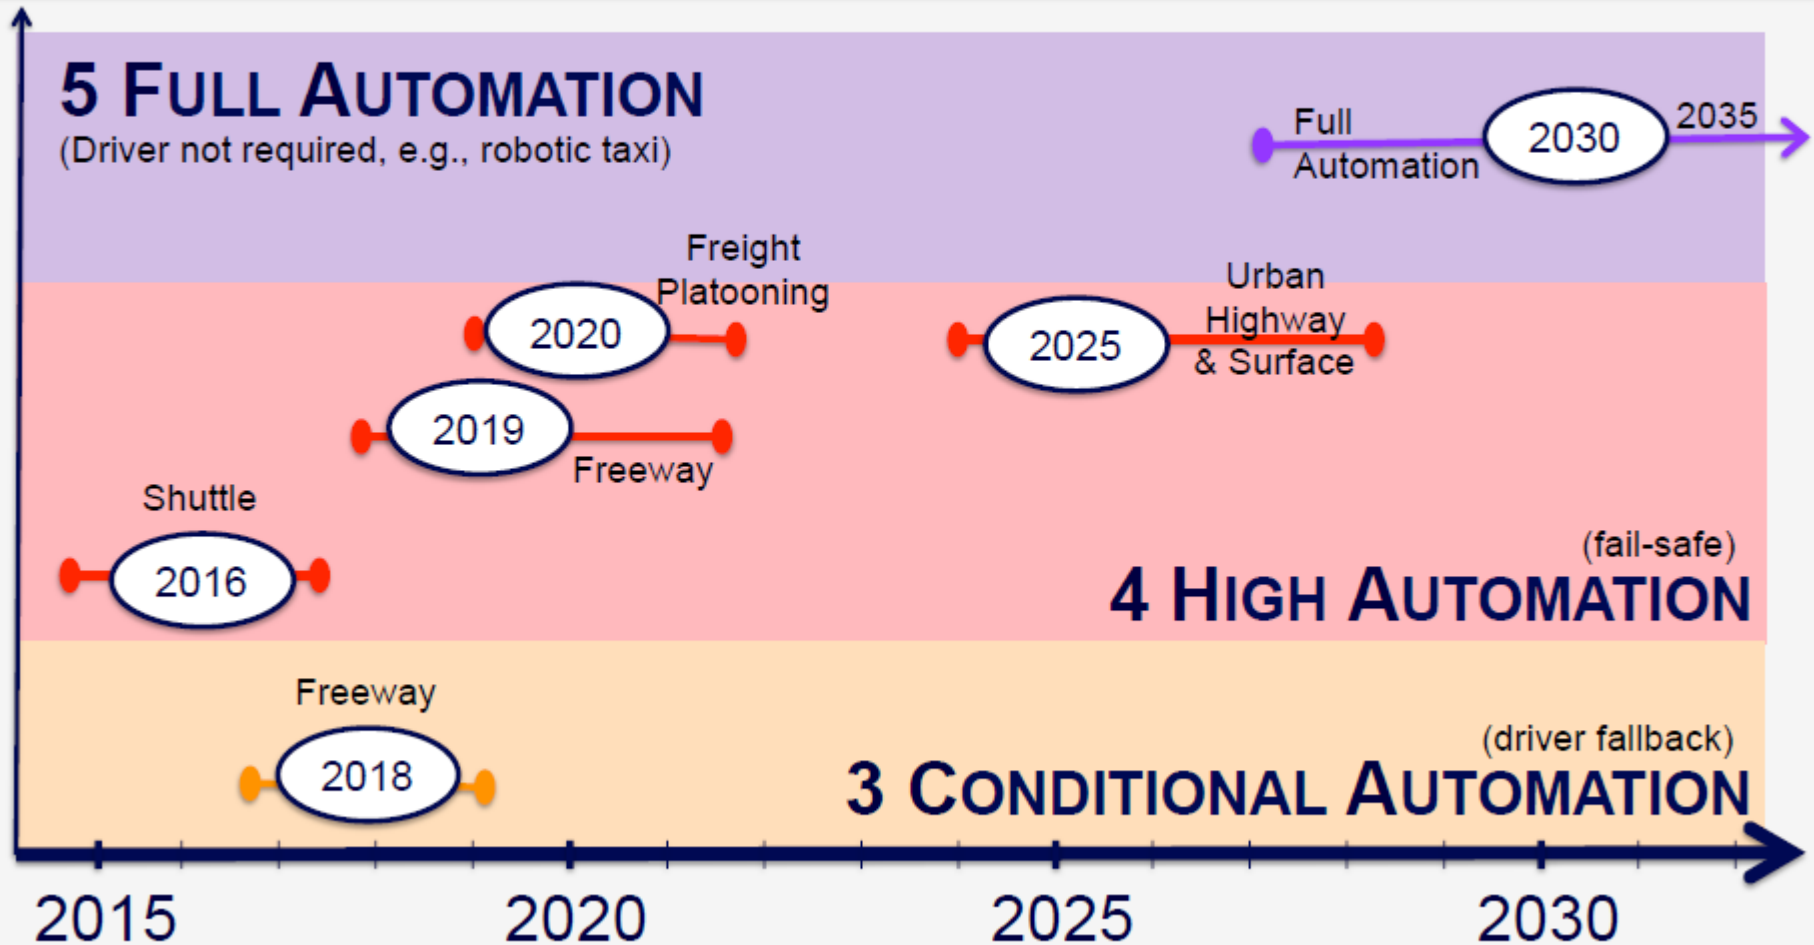 5 FULL AUTOMATION
(Driver not required, e.g., robotic taxi)
Full
Automation
2030
2035
Freight
Platooning
2020
Urban
Highway
& Surface
2025
2019
Freeway
Shuttle
2016
(fail-safe)
4 HIGH AUTOMATION
Freeway
2018
(driver fallback)
3 CONDITIONAL AUTOMATION
2015 2020 2025 2030